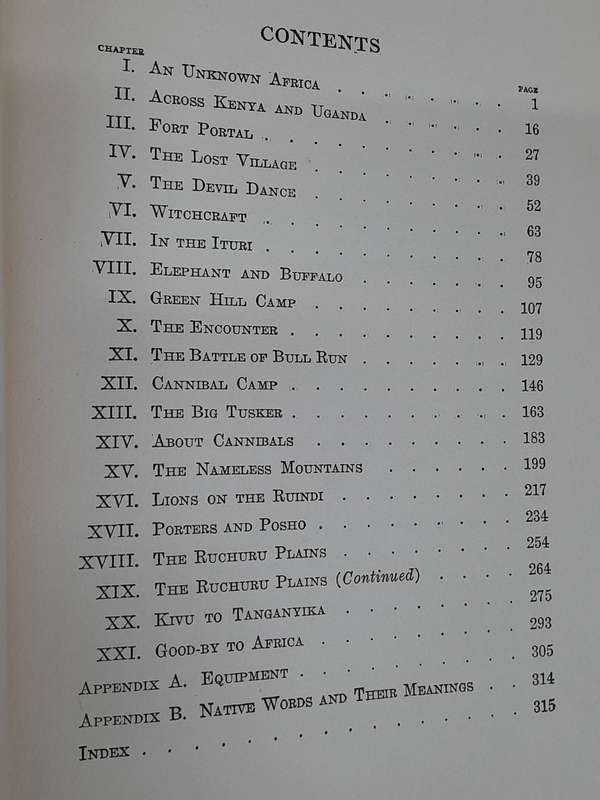 CONTENTS
CHAPTER PAGE
I. An Unknown Africa . . . . . . . 1
II. Across Kenya and Uganda . . . . . 16
III. Fort Portal . . . . . . . . . 27
IV. The Lost Village . . . . . . . . 39
V. The Devil Dance . . . . . . . . 52
VI. Witchcraft . . . . . . . . . . 63
VII. In the Ituri . . . . . . . . . . 78
VIII. Elephant and Buffalo . . . . . . 95
IX. Green Hill Camp . . . . . . . . 107
X. The Encounter . . . . . . . . . 119
XI. The Battle of Bull Run . . . . . . 129
XII. Cannibal Camp . . . . . . . . . 146
XIII. The Big Tusker . . . . . . . . . 163
XIV. About Cannibals . . . . . . . . 183
XV. The Nameless Mountains . . . . . 199
XVI. Lions on the Ruindi . . . . . . . 217
XVII. Porters and Posho . . . . . . . . 234
XVIII. The Ruchuru Plains . . . . . . . 254
XIX. The Ruchuru Plains (Continued) . . . . 264
XX. Kivu to Tanganyika . . . . . . . 275
XXI. Good-by to Africa . . . . . . . . 293
Appendix A. Equipment . . . . . . . . . 305
Appendix B. Native Words and Their Meanings . . 314
Index . . . . . . . . . . . . . . . 315